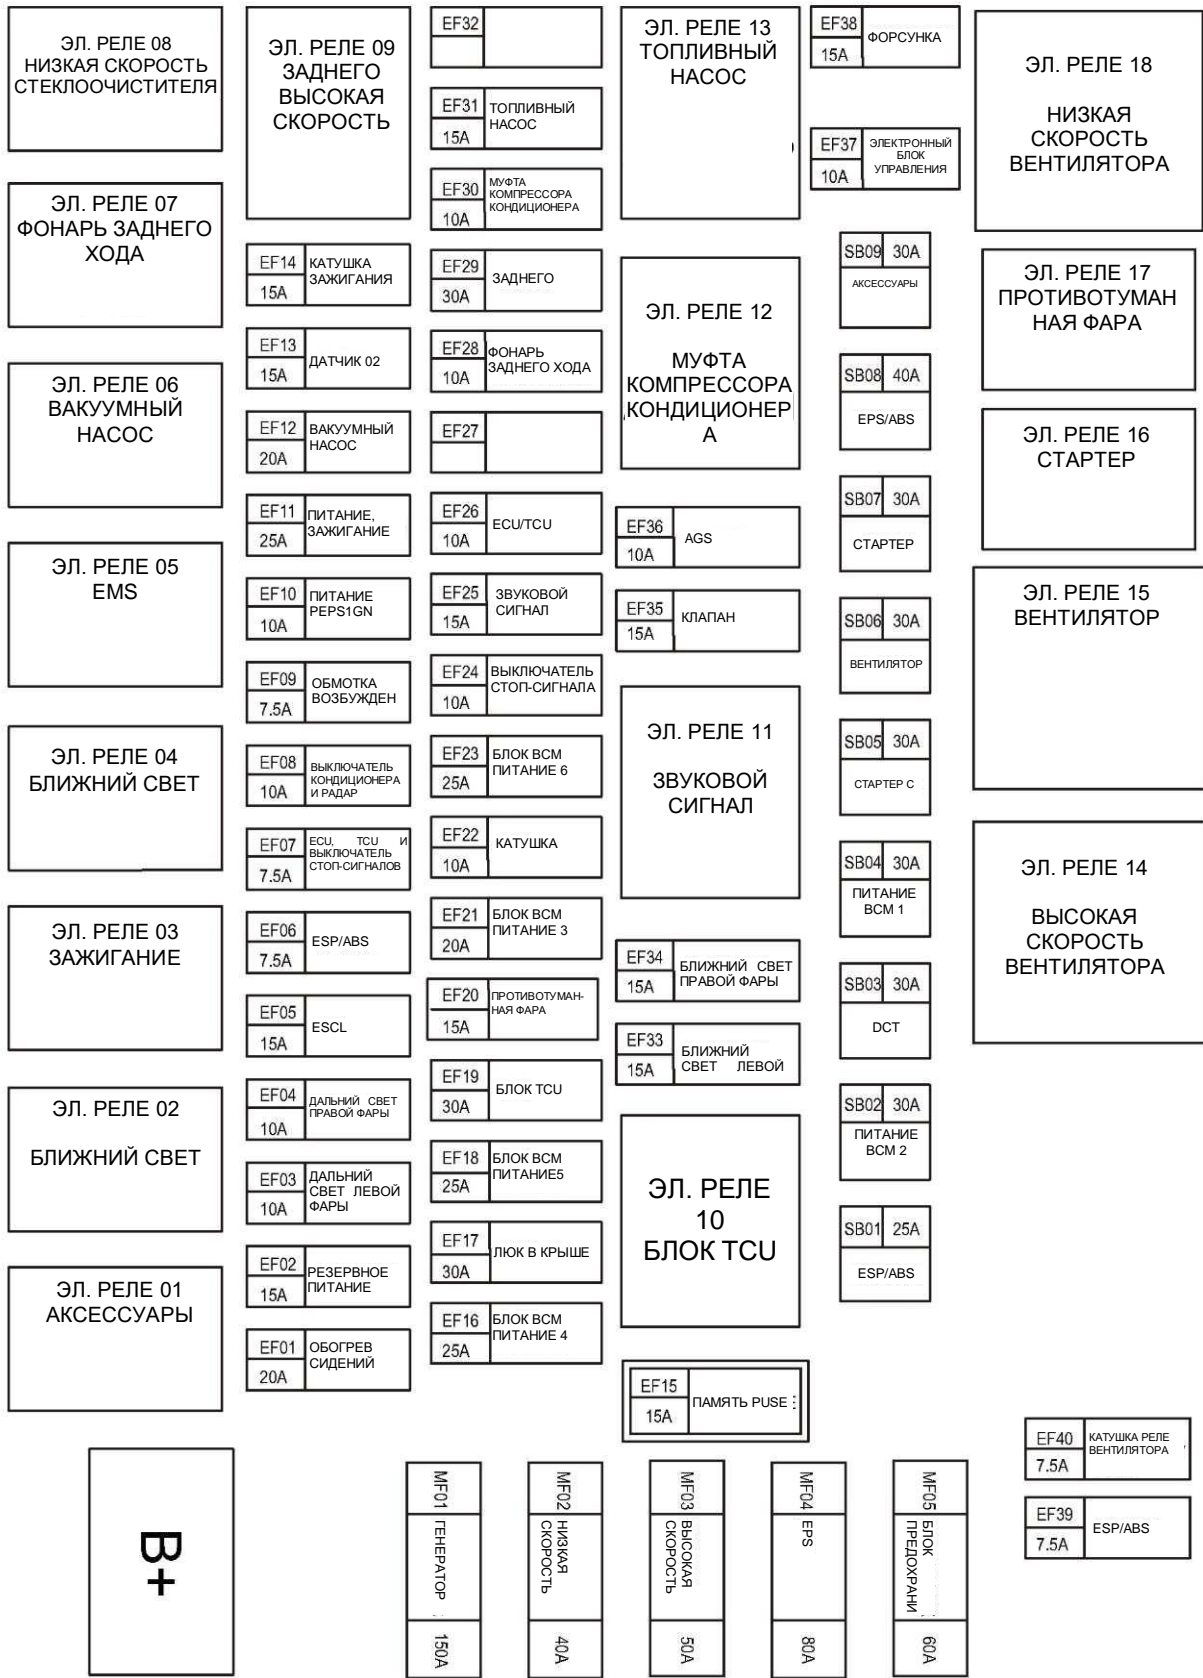 ЭЛ. РЕЛЕ 08
НИЗКАЯ СКОРОСТЬ
СТЕКЛООЧИСТИТЕЛЯ
ЭЛ. РЕЛЕ 07
ФОНАРЬ ЗАДНЕГО
ХОДА
ЭЛ. РЕЛЕ 06
ВАКУУМНЫЙ
НАСОС
ЭЛ. РЕЛЕ 05
EMS
ЭЛ. РЕЛЕ 04
БЛИЖНИЙ СВЕТ
ЭЛ. РЕЛЕ 03
ЗАЖИГАНИЕ
ЭЛ. РЕЛЕ 02
БЛИЖНИЙ СВЕТ
ЭЛ. РЕЛЕ 01
АКСЕССУАРЫ
B+
ЭЛ. РЕЛЕ 09
ЗАДНЕГО
ВЫСОКАЯ
СКОРОСТЬ
EF14
15A
КАТУШКА
ЗАЖИГАНИЯ
EF13
15A
ДАТЧИК 02
EF12
20A
ВАКУУМНЫЙ
НАСОС
EF11
25A
ПИТАНИЕ,
ЗАЖИГАНИЕ
EF10
10A
ПИТАНИЕ
PEPS1GN
EF09
7.5A
ОБМОТКА
ВОЗБУЖДЕН
EF08
10A
ВЫКЛЮЧАТЕЛЬ
КОНДИЦИОНЕРА
И РАДАР
EF07
7.5A
ECU, TCU И
ВЫКЛЮЧАТЕЛЬ
СТОП-СИГНАЛОВ
EF06
7.5A
ESP/ABS
EF05
15A
ESCL
EF04
10A
ДАЛЬНИЙ СВЕТ
ПРАВОЙ ФАРЫ
EF03
10A
ДАЛЬНИЙ
СВЕТ ЛЕВОЙ
ФАРЫ
EF02
15A
РЕЗЕРВНОЕ
ПИТАНИЕ
EF01
20A
ОБОГРЕВ
СИДЕНИЙ
EF32
EF31
15A
ТОПЛИВНЫЙ
НАСОС
EF30
10A
МУФТА
КОМПРЕССОРА
КОНДИЦИОНЕРА
EF29
30A
ЗАДНЕГО
EF28
10A
ФОНАРЬ
ЗАДНЕГО ХОДА
EF27
EF26
10A
ECU/TCU
EF25
15A
ЗВУКОВОЙ
СИГНАЛ
EF24
10A
ВЫКЛЮЧАТЕЛЬ
СТОП-СИГНАЛА
EF23
25A
БЛОК BCM
ПИТАНИЕ 6
EF22
10A
КАТУШКА
EF21
20A
БЛОК BCM
ПИТАНИЕ 3
EF20
15A
ПРОТИВОТУМАН-
НАЯ ФАРА
EF19
30A
БЛОК TCU
EF18
25A
БЛОК BCM
ПИТАНИЕ5
EF17
30A
ЛЮК В КРЫШЕ
EF16
25A
БЛОК BCM
ПИТАНИЕ 4
ЭЛ. РЕЛЕ 13
ТОПЛИВНЫЙ
НАСОС
ЭЛ. РЕЛЕ 12
МУФТА
КОМПРЕССОРА
КОНДИЦИОНЕР
А
EF36
10A
AGS
EF35
15A
КЛАПАН
ЭЛ. РЕЛЕ 11
ЗВУКОВОЙ
СИГНАЛ
EF34
15A
БЛИЖНИЙ СВЕТ
ПРАВОЙ ФАРЫ
EF33
15A
БЛИЖНИЙ
СВЕТ ЛЕВОЙ
ЭЛ. РЕЛЕ
10
БЛОК TCU
EF15
15A
ПАМЯТЬ PUSE
EF38
15A
ФОРСУНКА
EF37
10A
ЭЛЕКТРОННЫЙ
БЛОК
УПРАВЛЕНИЯ
SB09 30A
АКСЕССУАРЫ
SB08 40A
EPS/ABS
SB07 30A
СТАРТЕР
SB06 30A
ВЕНТИЛЯТОР
SB05 30A
СТАРТЕР С
SB04 30A
ПИТАНИЕ
BCM 1
SB03 30A
DCT
SB02 30A
ПИТАНИЕ
BCM 2
SB01 25A
ESP/ABS
ЭЛ. РЕЛЕ 18
НИЗКАЯ
СКОРОСТЬ
ВЕНТИЛЯТОРА
ЭЛ. РЕЛЕ 17
ПРОТИВОТУМАН
НАЯ ФАРА
ЭЛ. РЕЛЕ 16
СТАРТЕР
ЭЛ. РЕЛЕ 15
ВЕНТИЛЯТОР
ЭЛ. РЕЛЕ 14
ВЫСОКАЯ
СКОРОСТЬ
ВЕНТИЛЯТОРА
EF40
7.5A
КАТУШКА РЕЛЕ
ВЕНТИЛЯТОРА
EF39
7.5A
ESP/ABS
MF01
ГЕНЕРАТОР
150A
MF02
НИЗКАЯ
СКОРОСТЬ
40A
MF03
ВЫСОКАЯ
СКОРОСТЬ
50A
MF04
EPS
80A
MF05
БЛОК
ПРЕДОХРАНИ
60A